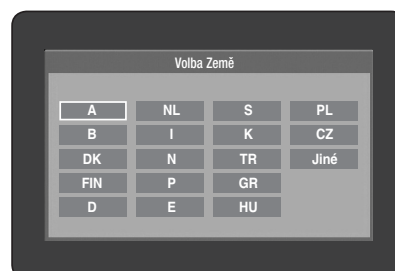 Volba Země
A NL S PL
B I K CZ
DK N TR Jiné
FIN P GR
D E HU